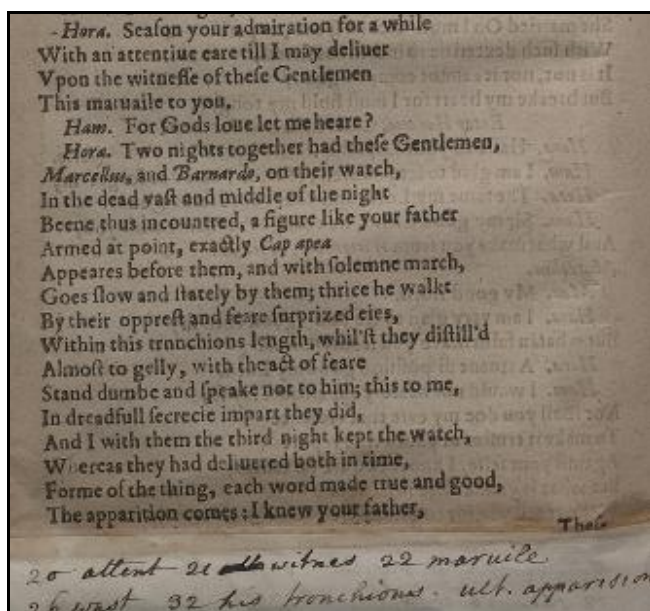 - Hora. Seaſon your admiration for a while
With an attentiue eare till I may deliuer
Vpon the witneſſe of theſe Gentlemen
This maruaile to you.
Ham. For Gods loue let me heare?
Hora. Two nights together had theſe Gentlemen,
Marcellus, and Barnardo, on their watch,
In the dead vaſt and middle of the night
Beene thus incountred, a figure like your father
Armed at point, exactly Cap apea
Appeares before them, and with ſolemne march,
Goes ſlow and ſtately by them; thrice he walkt
By their oppreſt and feare ſurprized eies,
Within this tronchions length, whil'ſt they diſtill'd
Almoſt to gelly, with the act of feare
Stand dumbe and ſpeake not to him; this to me,
In dreadfull ſecrecie impart they did,
And I with them the third night kept the watch,
Whereas they had deliuered both in time,
Forme of the thing, each word made true and good,
The apparition comes: I knew your father,
Theſe
20 attent 21 witnes 22 maruile
26 wast 32 his tronchions. ult. apparision